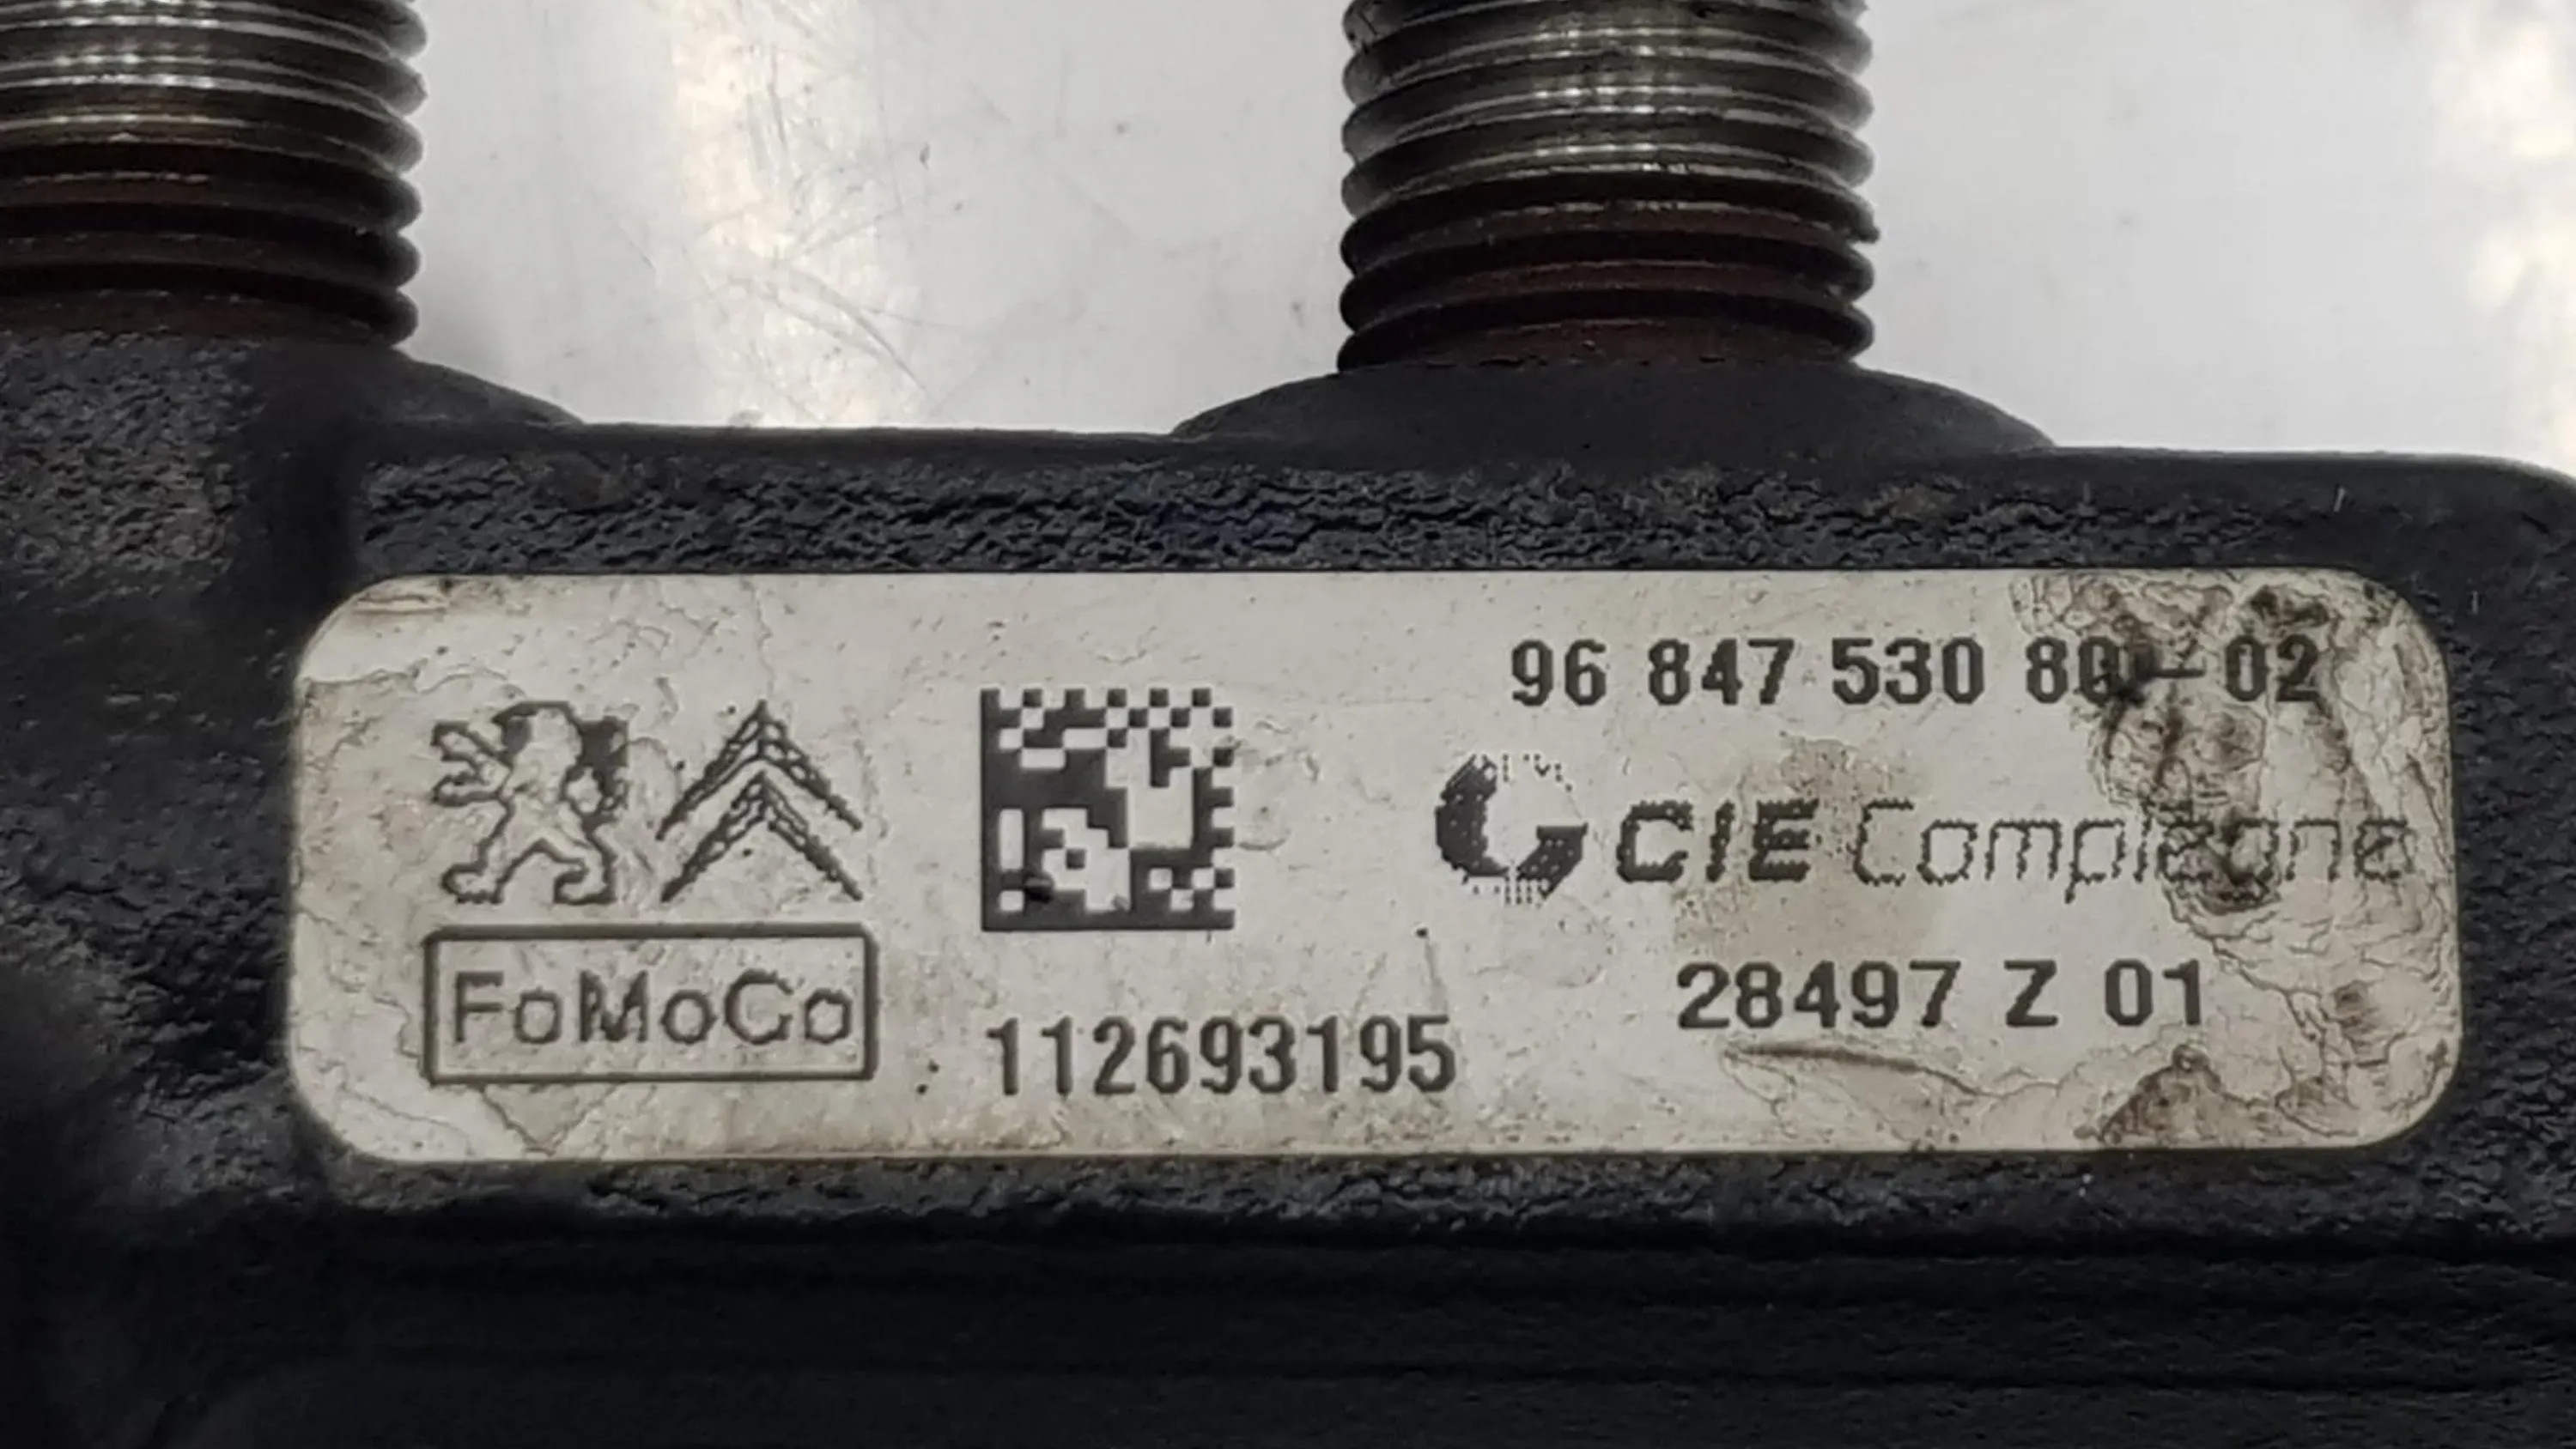 96 847 530 80-02
CIE Compiegne
FoMoCo
112693195
28497 Z 01